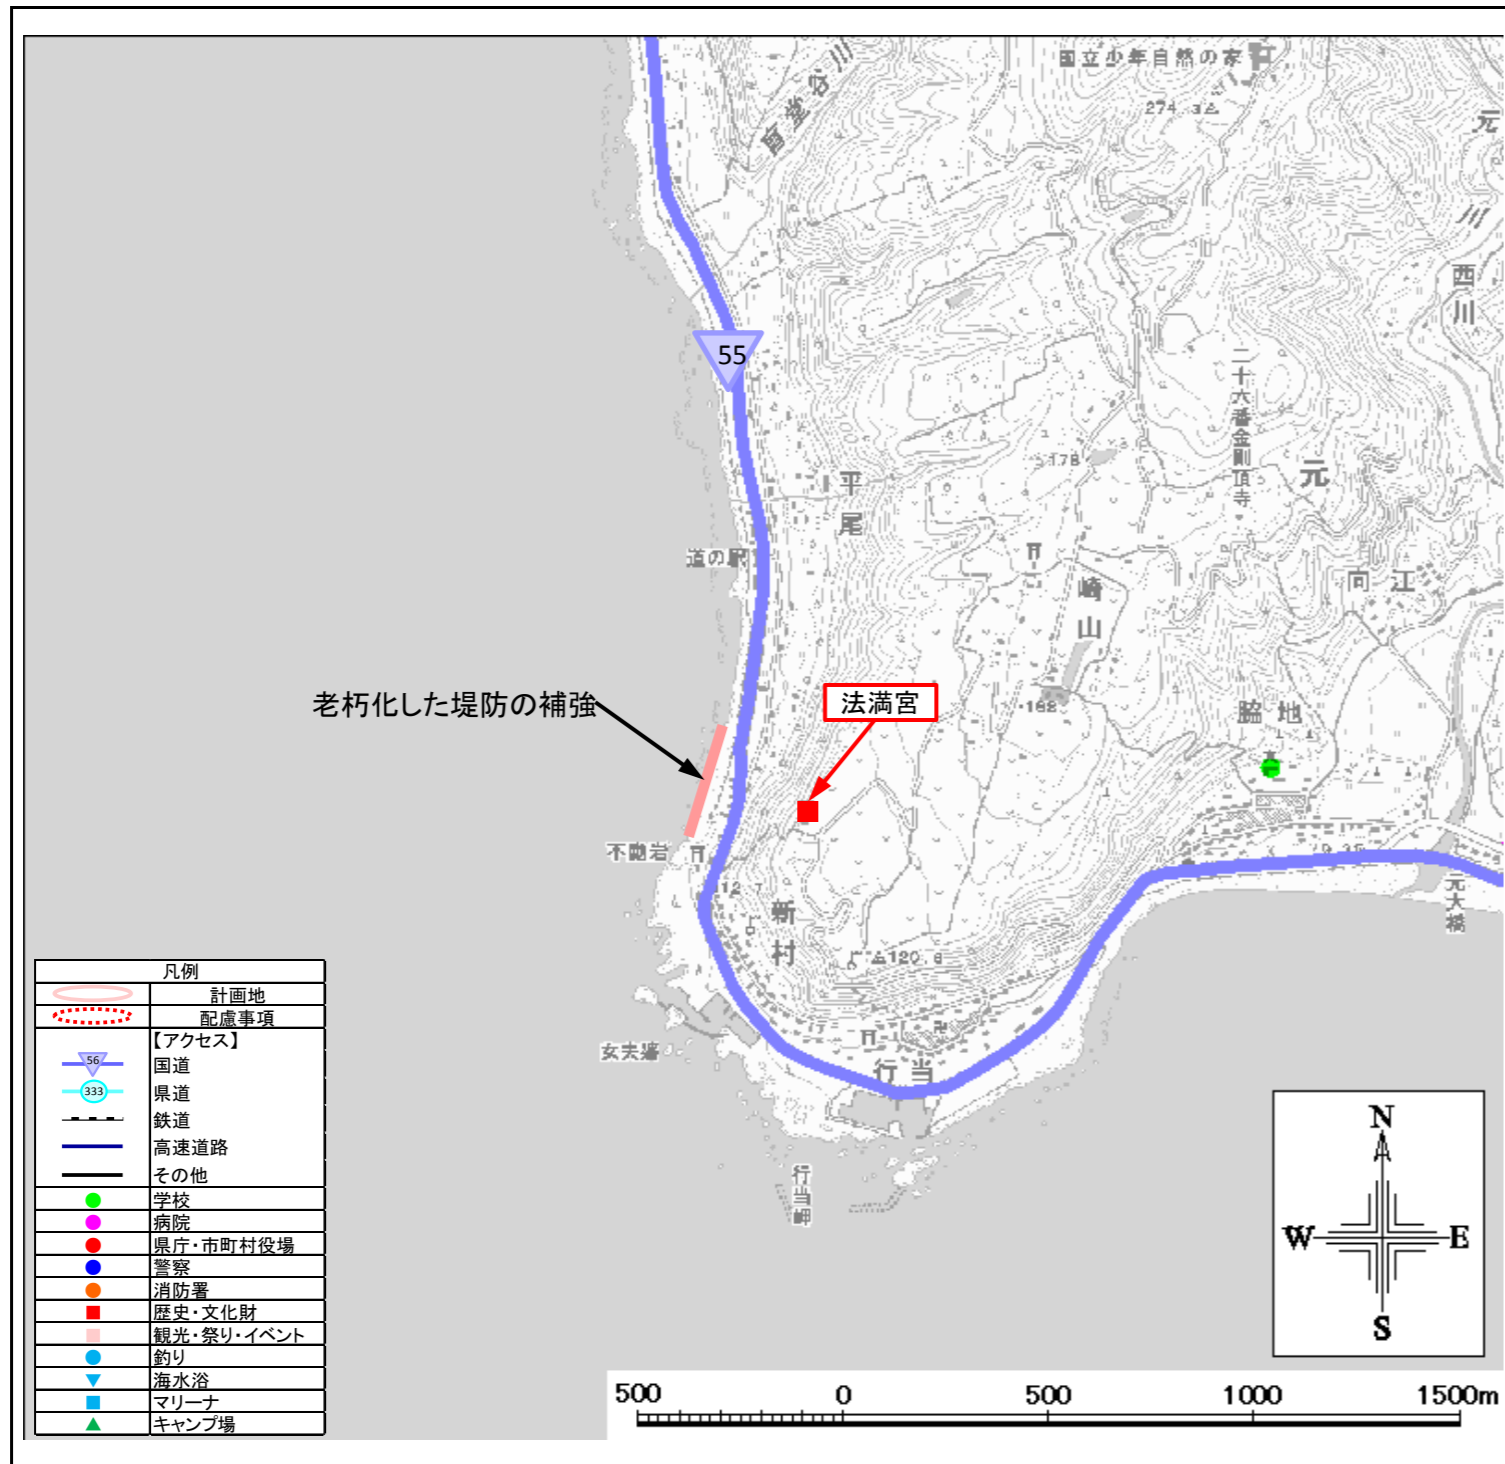 国立少年自然の家
274.3
元
川
西川
55
二十六番金剛頂寺
178
元
平尾
道の駅
向江
崎山
老朽化した堤防の補強
法満宮
168
脇地
不動岩
9.35
112.7
新村
元大橋
120.6
女夫濱
行当
行当岬
凡例
計画地
配慮事項
【アクセス】
56
国道
333
県道
鉄道
高速道路
その他
学校
病院
県庁・市町村役場
警察
消防署
歴史・文化財
観光・祭り・イベント
釣り
海水浴
マリーナ
キャンプ場
N
W
E
S
500 0 500 1000 1500m